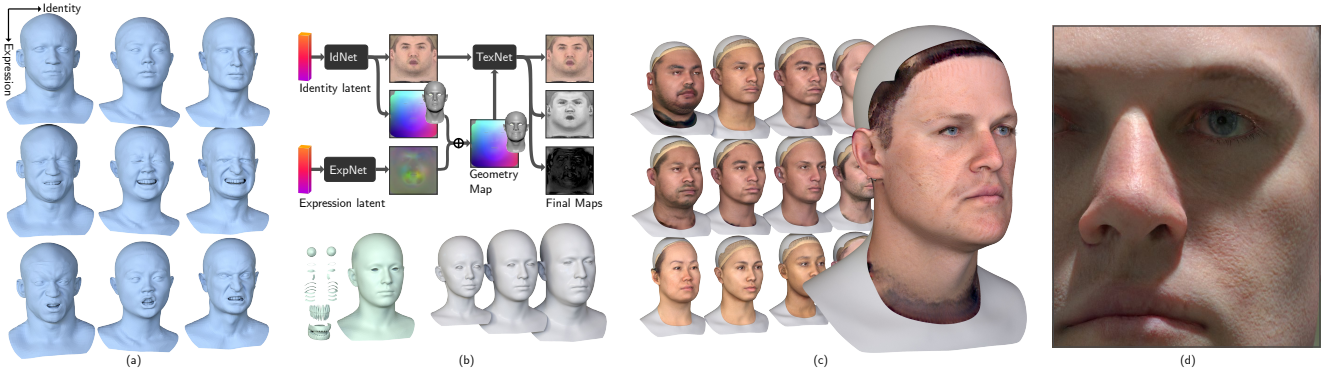 Identity
Expression
IdNet
TexNet
Identity latent
ExpNet
Geometry
Map
Expression latent
Final Maps
(a)
(b)
(c)
(d)